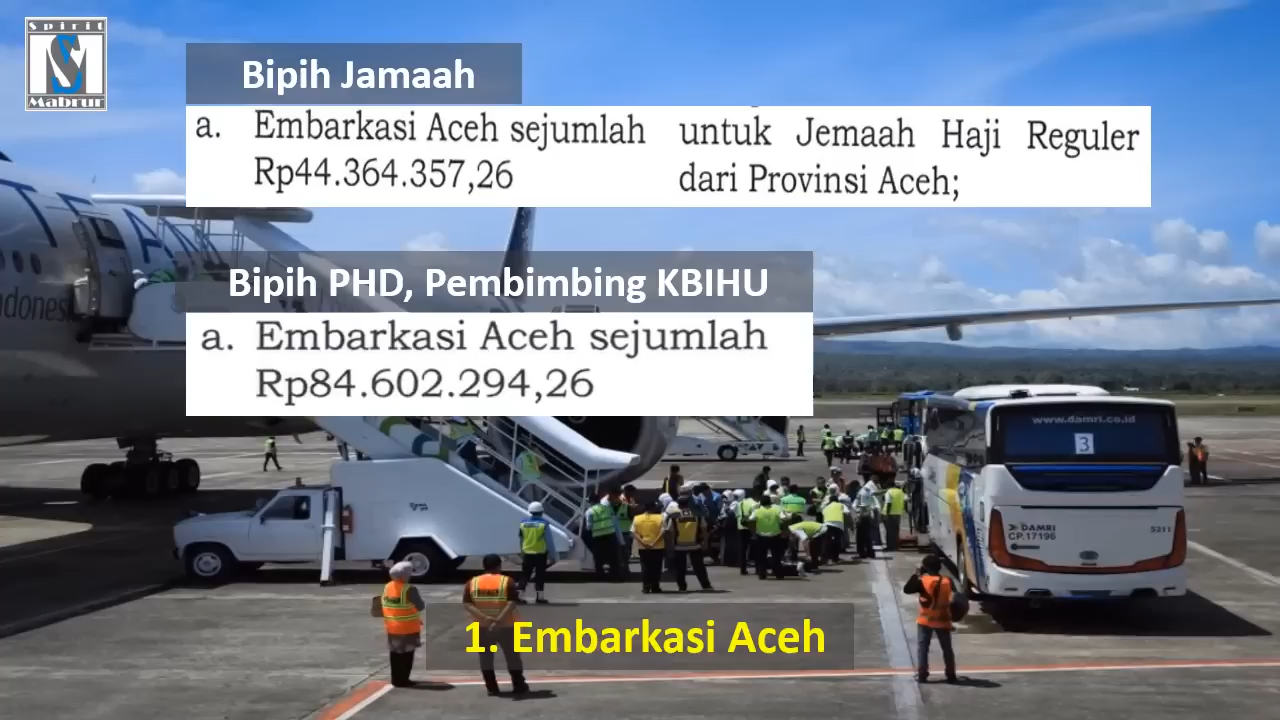 Spirit
SM
Mabrur
Bipih Jamaah
a. Embarkasi Aceh sejumlah untuk Jemaah Haji Reguler
Rp44.364.357,26 dari Provinsi Aceh;
Bipih PHD, Pembimbing KBIHU
a. Embarkasi Aceh sejumlah
Rp84.602.294,26
www.damri.co.id
3
DAMRI
5311
CP.17196
1. Embarkasi Aceh